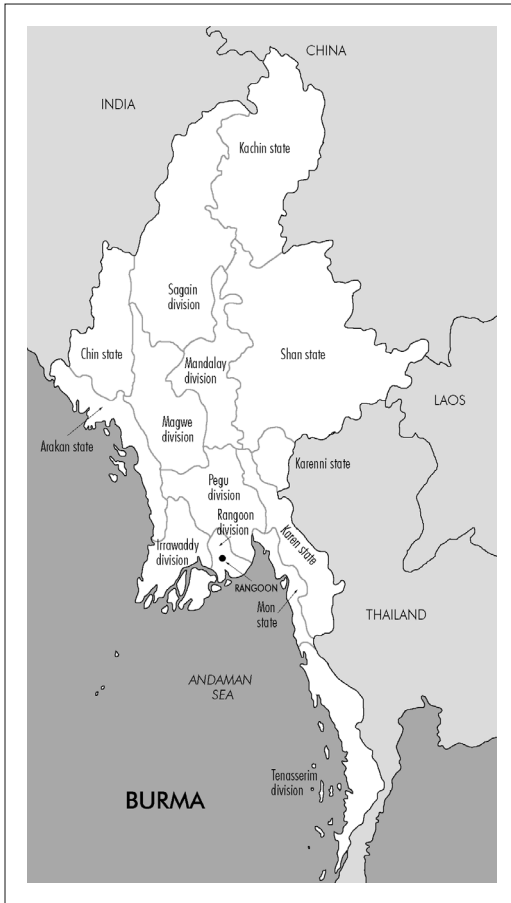 CHINA
INDIA
Kachin state
Sagain
division
Chin state
Mandalay
division
Shan state
LAOS
Arakan state
Magwe
division
Karenni state
Pegu
division
Rangoon
division
Karen state
Irrawaddy
division
RANGOON
Mon
state
THAILAND
ANDAMAN
SEA
Tenasserim
division
BURMA